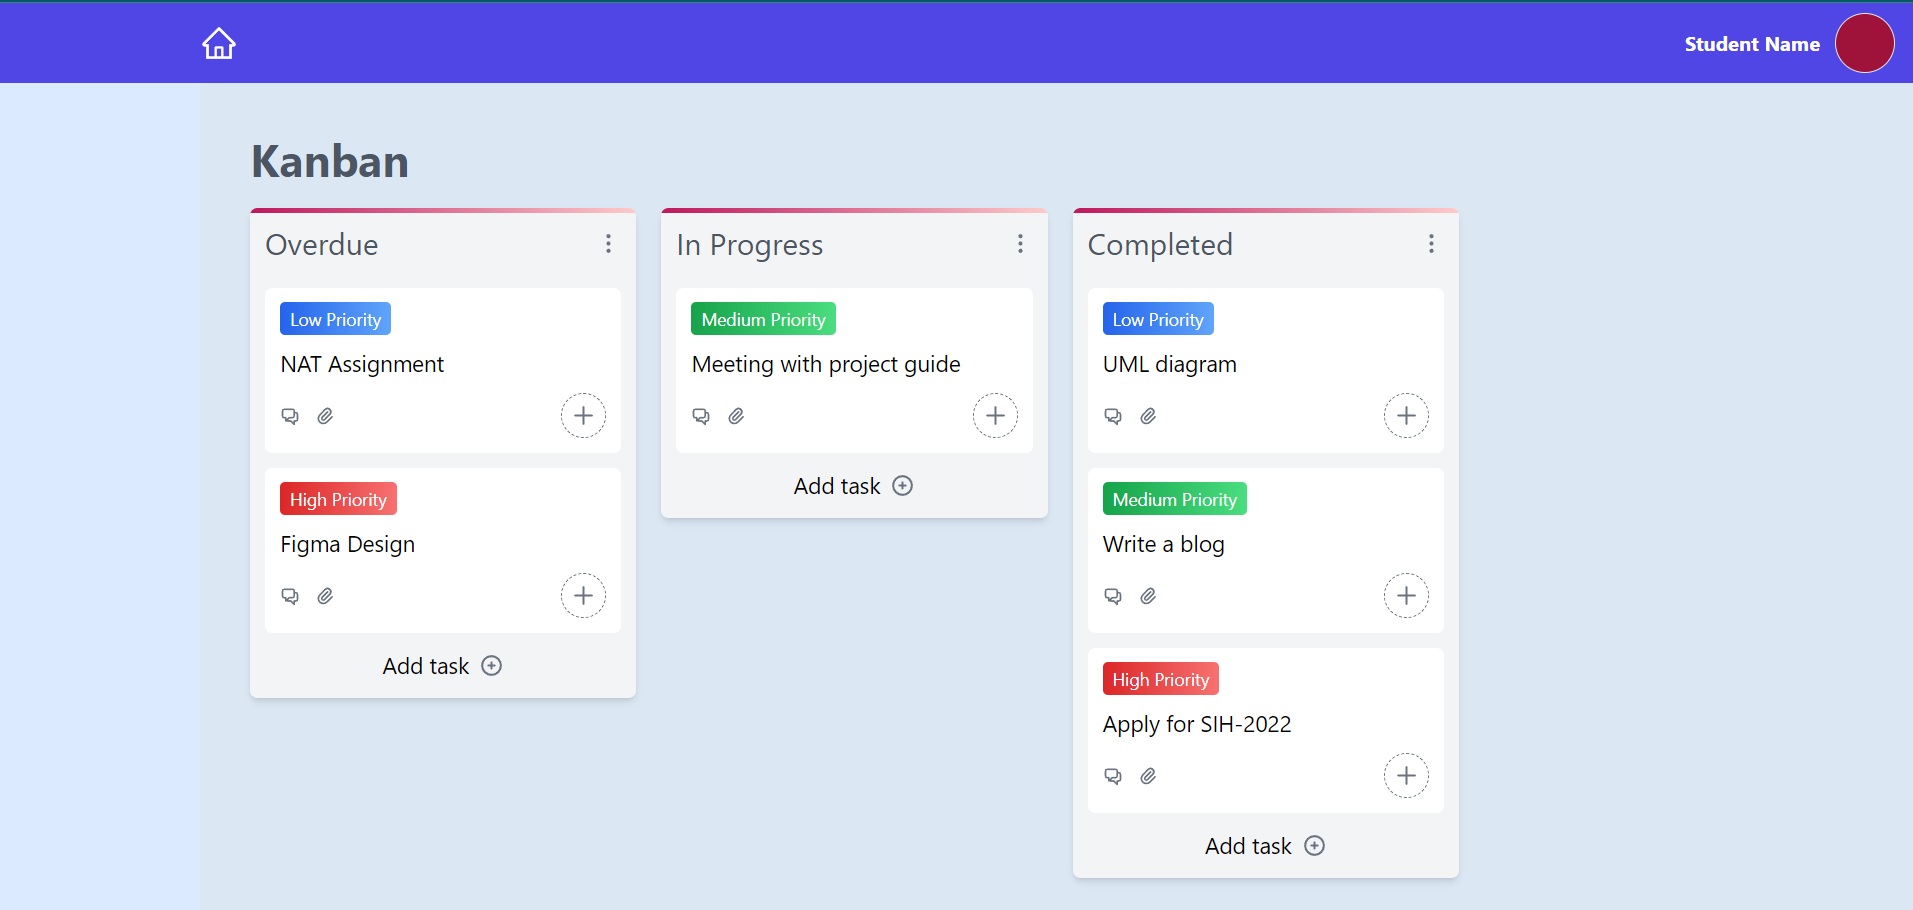 Student Name
Kanban
Overdue
Low Priority
NAT Assignment
High Priority
Figma Design
Add task
In Progress
Medium Priority
Meeting with project guide
Add task
Completed
Low Priority
UML diagram
Medium Priority
Write a blog
High Priority
Apply for SIH-2022
Add task